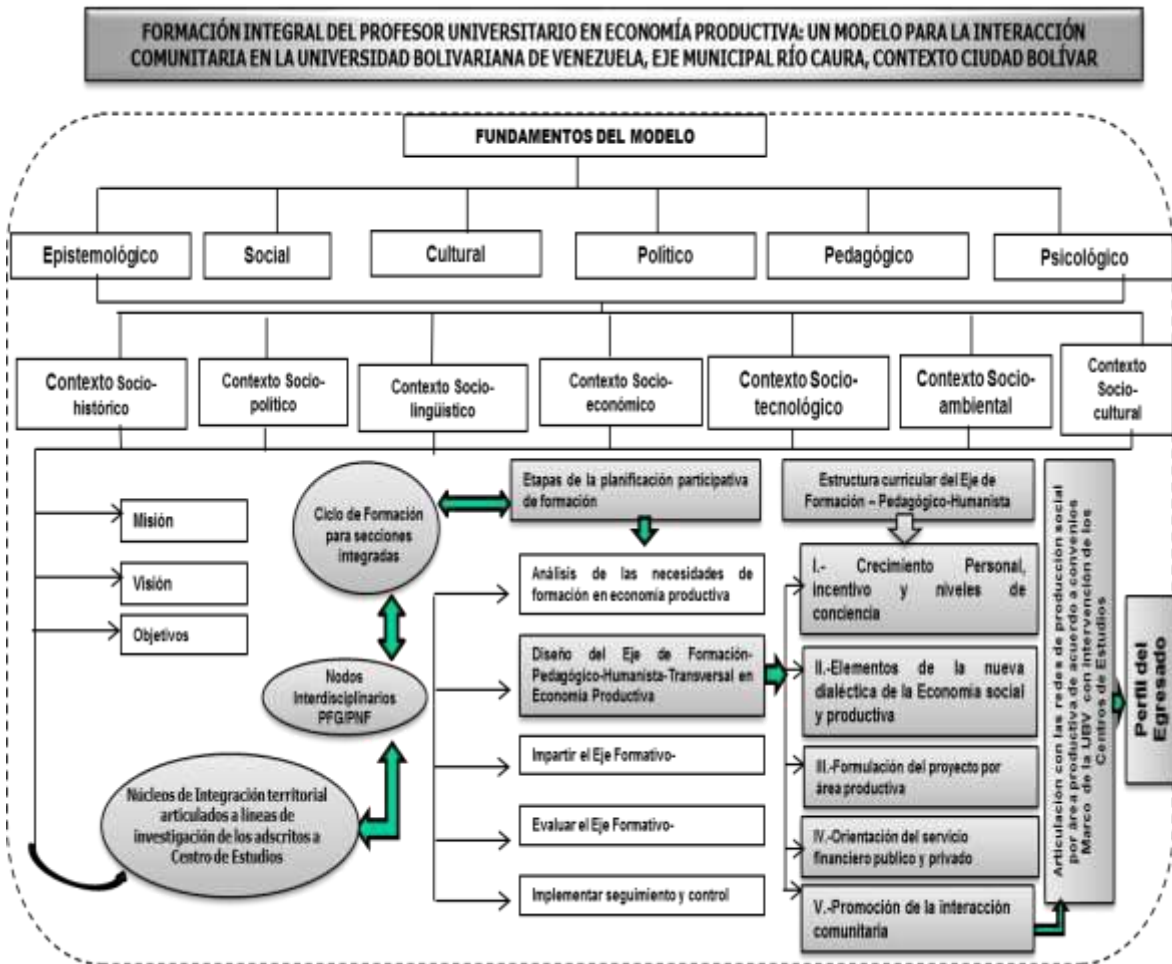 FORMACIÓN INTEGRAL DEL PROFESOR UNIVERSITARIO EN ECONOMÍA PRODUCTIVA: UN MODELO PARA LA INTERACCIÓN
COMUNITARIA EN LA UNIVERSIDAD BOLIVARIANA DE VENEZUELA, EJE MUNICIPAL RÍO CAURA, CONTEXTO CIUDAD BOLÍVAR
FUNDAMENTOS DEL MODELO
Epistemológico
Social
Cultural
Político
Pedagógico
Psicológico
Contexto Socio-
histórico
Contexto Socio-
político
Contexto Socio-
lingüístico
Contexto Socio-
económico
Contexto Socio-
tecnológico
Contexto Socio-
ambiental
Contexto
Socio-
cultural
Misión
Visión
Objetivos
Ciclo de Formación
para secciones
integradas
Nodos
Interdisciplinarios
PFG/PNF
Núcleos de Integración territorial
articulados a líneas de
investigación de los adscritos a
Centro de Estudios
Etapas de la planificación participativa
de formación
Análisis de las necesidades de
formación en economía productiva
Diseño del Eje de Formación-
Pedagógico-Humanista-Transversal en
Economía Productiva
Impartir el Eje Formativo-
Evaluar el Eje Formativo-
Implementar seguimiento y control
Estructura curricular del Eje de
Formación – Pedagógico-Humanista
I.- Crecimiento Personal,
incentivo y niveles de
conciencia
II.-Elementos de la nueva
dialéctica de la Economía social
y productiva
III.-Formulación del proyecto por
área productiva
IV.-Orientación del servicio
financiero publico y privado
V.-Promoción de la interacción
comunitaria
Articulación con las redes de producción social
por área productiva de acuerdo a convenios
Marco de la UBV con intervención de los
Centros de Estudios
Perfil del
Egresado